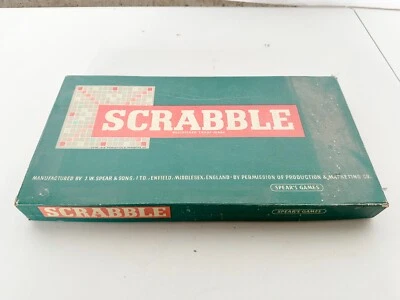 SCRABBLE
MANUFACTURED BY J. W. SPEAR & SONS. LTD., ENFIELD. MIDDLESEX. ENGLAND · BY PERMISSION OF PRODUCTION & MARKETING CO.
SPEAR'S GAMES
SCRABBLE
SPEAR'S GAMES